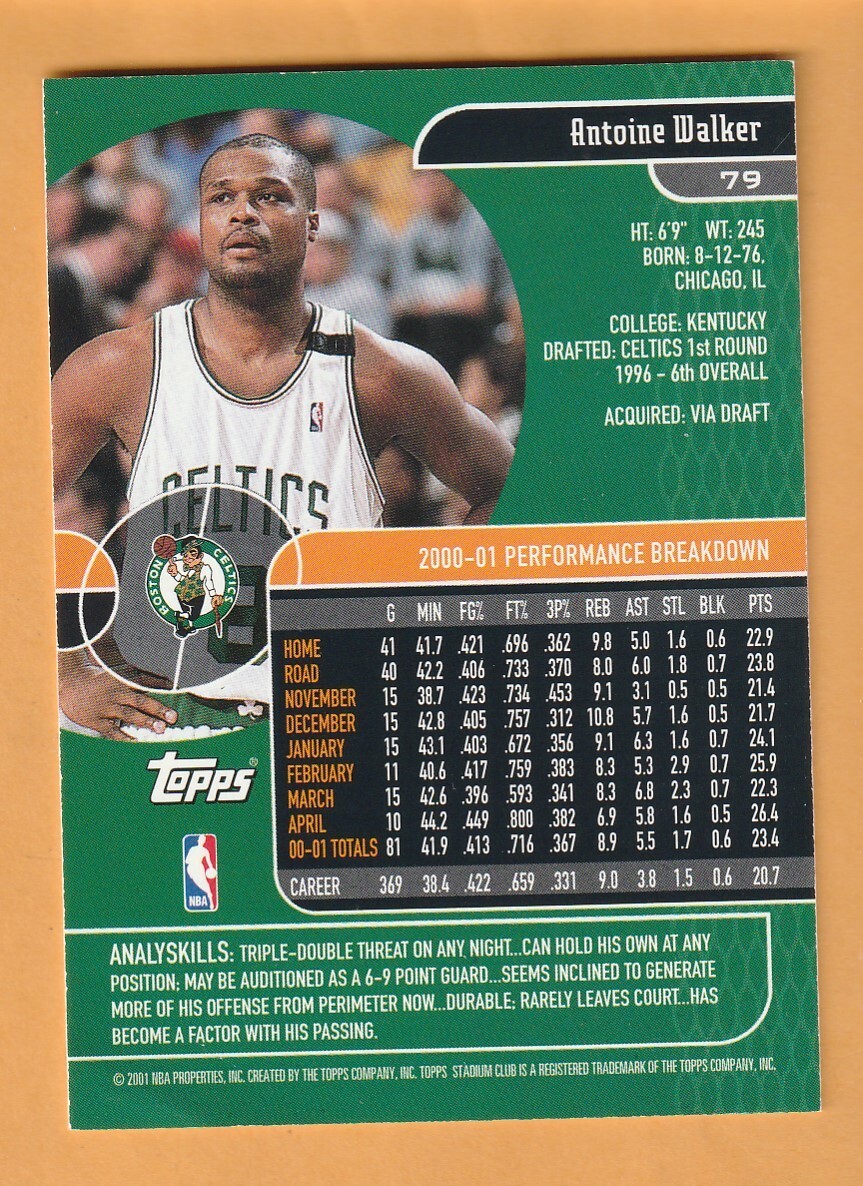 Antoine Walker
79
HT: 6'9" WT: 245
BORN: 8-12-76,
CHICAGO, IL
COLLEGE: KENTUCKY
DRAFTED: CELTICS 1st ROUND
1996 - 6th OVERALL
ACQUIRED: VIA DRAFT
CELTICS
8
BOSTON CELTICS
2000-01 PERFORMANCE BREAKDOWN
G MIN FG% FT% 3P% REB AST STL BLK PTS
HOME 41 41.7 .421 .696 .362 9.8 5.0 1.6 0.6 22.9
ROAD 40 42.2 .406 .733 .370 8.0 6.0 1.8 0.7 23.8
NOVEMBER 15 38.7 .423 .734 .453 9.1 3.1 0.5 0.5 21.4
DECEMBER 15 42.8 .405 .757 .312 10.8 5.7 1.6 0.5 21.7
JANUARY 15 43.1 .403 .672 .356 9.1 6.3 1.6 0.7 24.1
FEBRUARY 11 40.6 .417 .759 .383 8.3 5.3 2.9 0.7 25.9
MARCH 15 42.6 .396 .593 .341 8.3 6.8 2.3 0.7 22.3
APRIL 10 44.2 .449 .800 .382 6.9 5.8 1.6 0.5 26.4
00-01 TOTALS 81 41.9 .413 .716 .367 8.9 5.5 1.7 0.6 23.4
CAREER 369 38.4 .422 .659 .331 9.0 3.8 1.5 0.6 20.7
Topps®
NBA
ANALYSKILLS: TRIPLE-DOUBLE THREAT ON ANY NIGHT...CAN HOLD HIS OWN AT ANY
POSITION; MAY BE AUDITIONED AS A 6-9 POINT GUARD...SEEMS INCLINED TO GENERATE
MORE OF HIS OFFENSE FROM PERIMETER NOW...DURABLE; RARELY LEAVES COURT...HAS
BECOME A FACTOR WITH HIS PASSING.
© 2001 NBA PROPERTIES, INC. CREATED BY THE TOPPS COMPANY, INC. TOPPS STADIUM CLUB IS A REGISTERED TRADEMARK OF THE TOPPS COMPANY, INC.